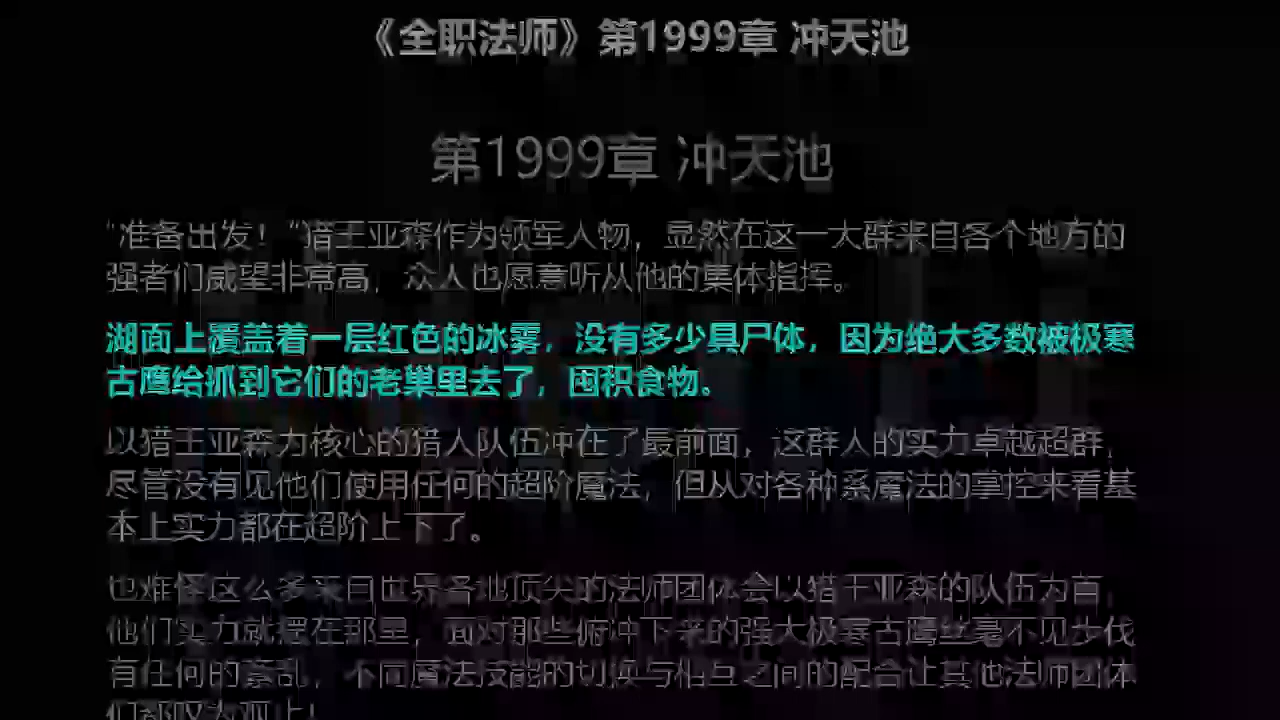 《全职法师》第1999章 冲天池
第1999章 冲天池
"准备出发！"猎王亚森作为领军人物，显然在这一大群来自各个地方的
强者们威望非常高，众人也愿意听从他的集体指挥。
湖面上覆盖着一层红色的冰雾，没有多少具尸体，因为绝大多数被极寒
古鹰给抓到它们的老巢里去了，囤积食物。
以猎王亚森为核心的猎人队伍冲在了最前面，这群人的实力卓越超群，
尽管没有见他们使用任何的超阶魔法，但从对各种系魔法的掌控来看基
本上实力都在超阶上下了。
也难怪这么多来自世界各地顶尖的法师团体会以猎王亚森的队伍为首，
他们实力就摆在那里，面对那些俯冲下来的强大极寒古鹰丝毫不见步伐
有任何的紊乱，不同魔法技能的切换与相互之间的配合让其他法师团体
们都叹为观止！